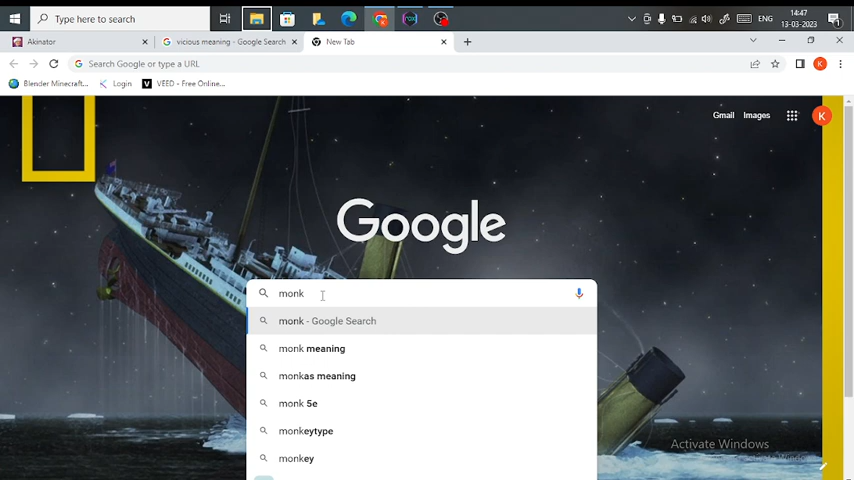 Type here to search
ENG
14:47
13-03-2023
1
Akinator
vicious meaning - Google Search
New Tab
Search Google or type a URL
K
Blender Minecraft...
Login
V VEED - Free Online...
Gmail
Images
K
Google
monk
monk - Google Search
monk meaning
monkas meaning
monk 5e
monkeytype
monkey
Activate Windows